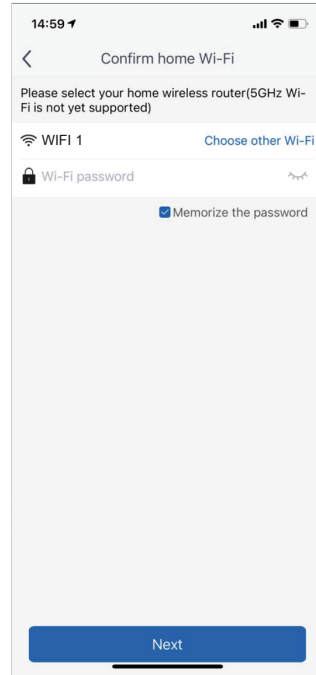 14:59
Confirm home Wi-Fi
Please select your home wireless router(5GHz Wi-
Fi is not yet supported)
WIFI 1 Choose other Wi-Fi
Wi-Fi password
Memorize the password
Next